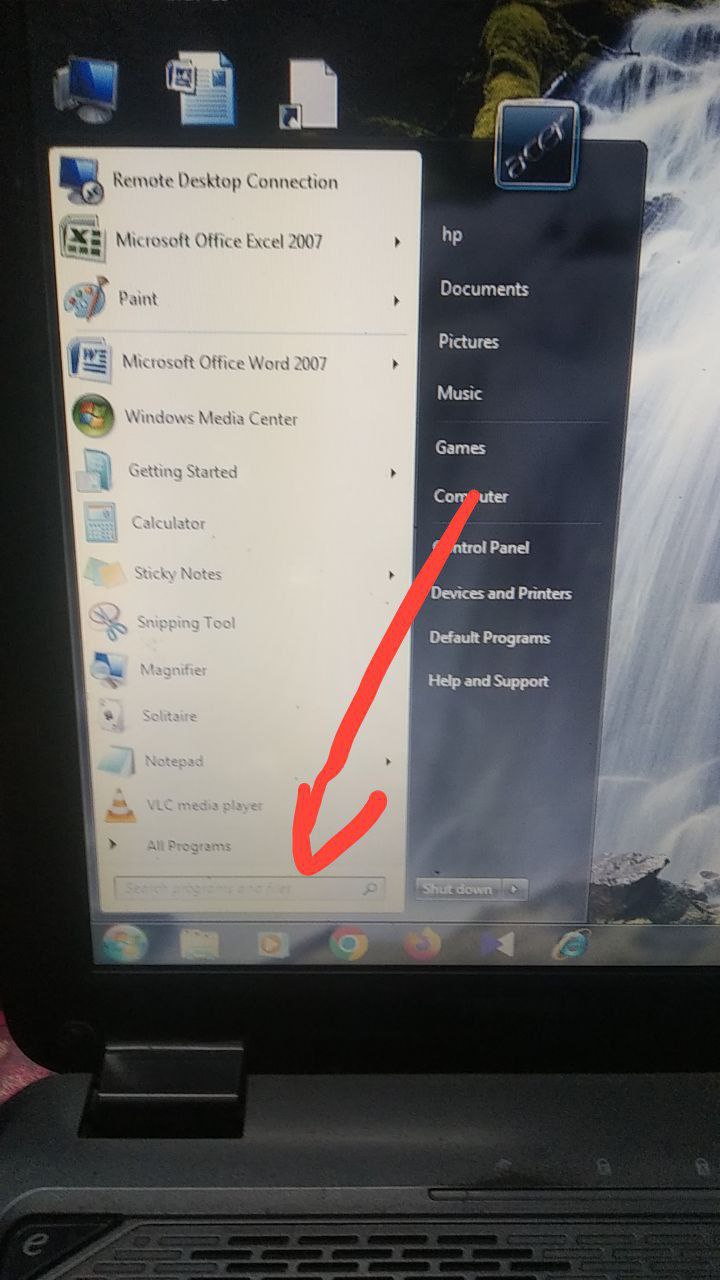 acer
Remote Desktop Connection
Microsoft Office Excel 2007
Paint
Microsoft Office Word 2007
Windows Media Center
Getting Started
Calculator
Sticky Notes
Snipping Tool
Magnifier
Solitaire
Notepad
VLC media player
All Programs
Search programs and files
hp
Documents
Pictures
Music
Games
Computer
Control Panel
Devices and Printers
Default Programs
Help and Support
Shut down
e